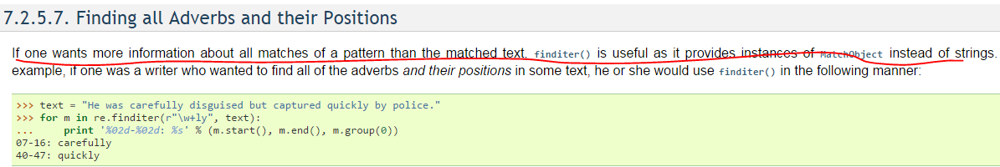 7.2.5.7. Finding all Adverbs and their Positions
If one wants more information about all matches of a pattern than the matched text, finditer() is useful as it provides instances of MatchObject instead of strings.
example, if one was a writer who wanted to find all of the adverbs and their positions in some text, he or she would use finditer() in the following manner:
>>> text = "He was carefully disguised but captured quickly by police."
>>> for m in re.finditer(r"\w+ly", text):
...     print '%02d-%02d: %s' % (m.start(), m.end(), m.group(0))
07-16: carefully
40-47: quickly